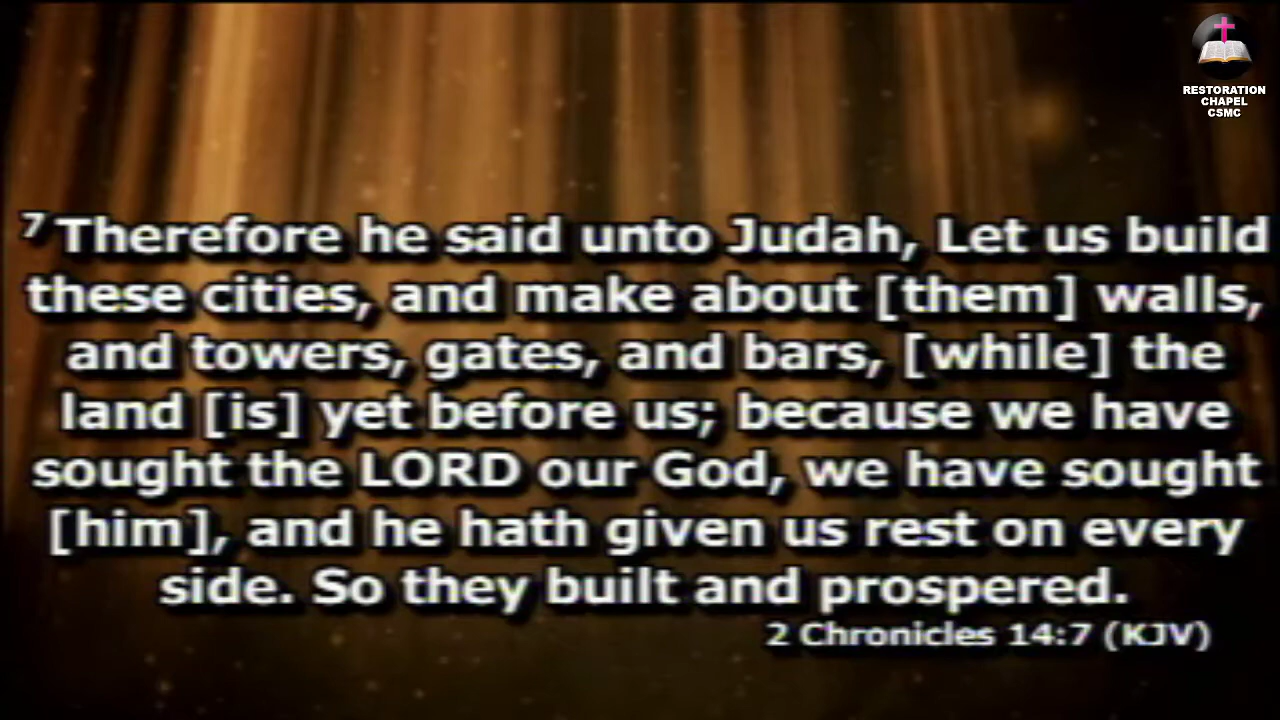 RESTORATION
CHAPEL
CSMC
7 Therefore he said unto Judah, Let us build
these cities, and make about [them] walls,
and towers, gates, and bars, [while] the
land [is] yet before us; because we have
sought the LORD our God, we have sought
[him], and he hath given us rest on every
side. So they built and prospered.
2 Chronicles 14:7 (KJV)